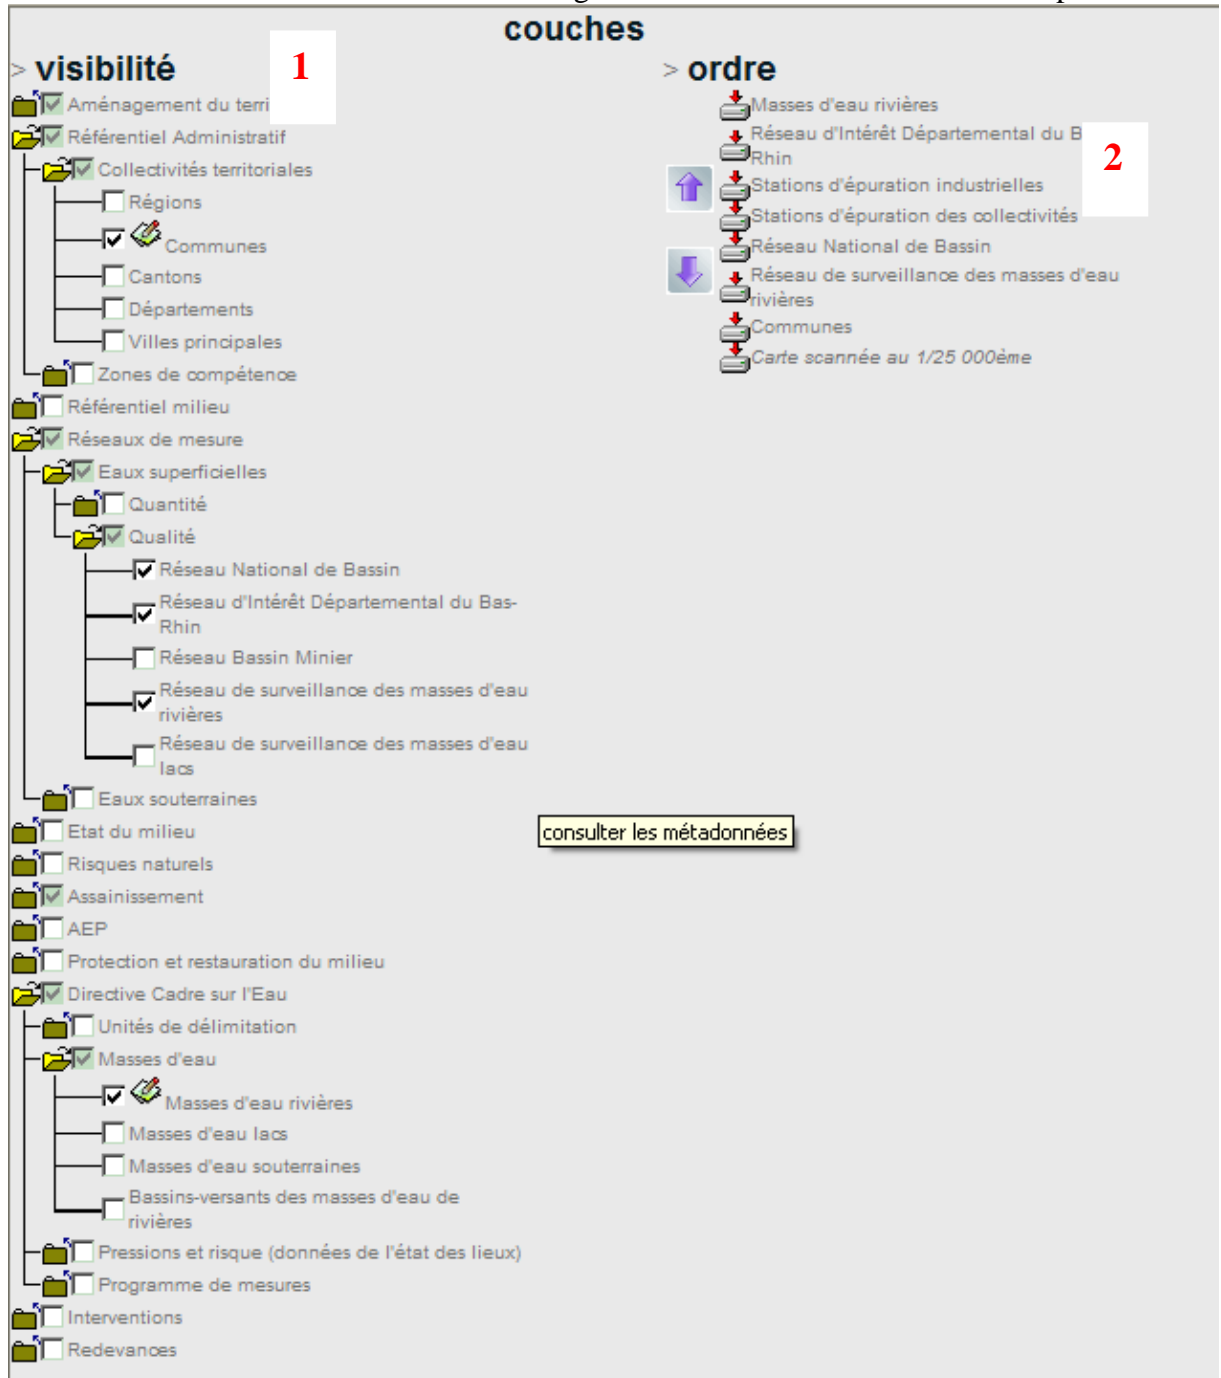 couches
> visibilité
1
Aménagement du terri
Référentiel Administratif
Collectivités territoriales
Régions
Communes
Cantons
Départements
Villes principales
Zones de compétence
Référentiel milieu
Réseaux de mesure
Eaux superficielles
Quantité
Qualité
Réseau National de Bassin
Réseau d'Intérêt Départemental du Bas-
Rhin
Réseau Bassin Minier
Réseau de surveillance des masses d'eau
rivières
Réseau de surveillance des masses d'eau
lacs
Eaux souterraines
Etat du milieu
Risques naturels
Assainissement
AEP
Protection et restauration du milieu
Directive Cadre sur l'Eau
Unités de délimitation
Masses d'eau
Masses d'eau rivières
Masses d'eau lacs
Masses d'eau souterraines
Bassins-versants des masses d'eau de
rivières
Pressions et risque (données de l'état des lieux)
Programme de mesures
Interventions
Redevances
> ordre
2
Masses d'eau rivières
Réseau d'Intérêt Départemental du B
Rhin
Stations d'épuration industrielles
Stations d'épuration des collectivités
Réseau National de Bassin
Réseau de surveillance des masses d'eau
rivières
Communes
Carte scannée au 1/25 000ème
consulter les métadonnées